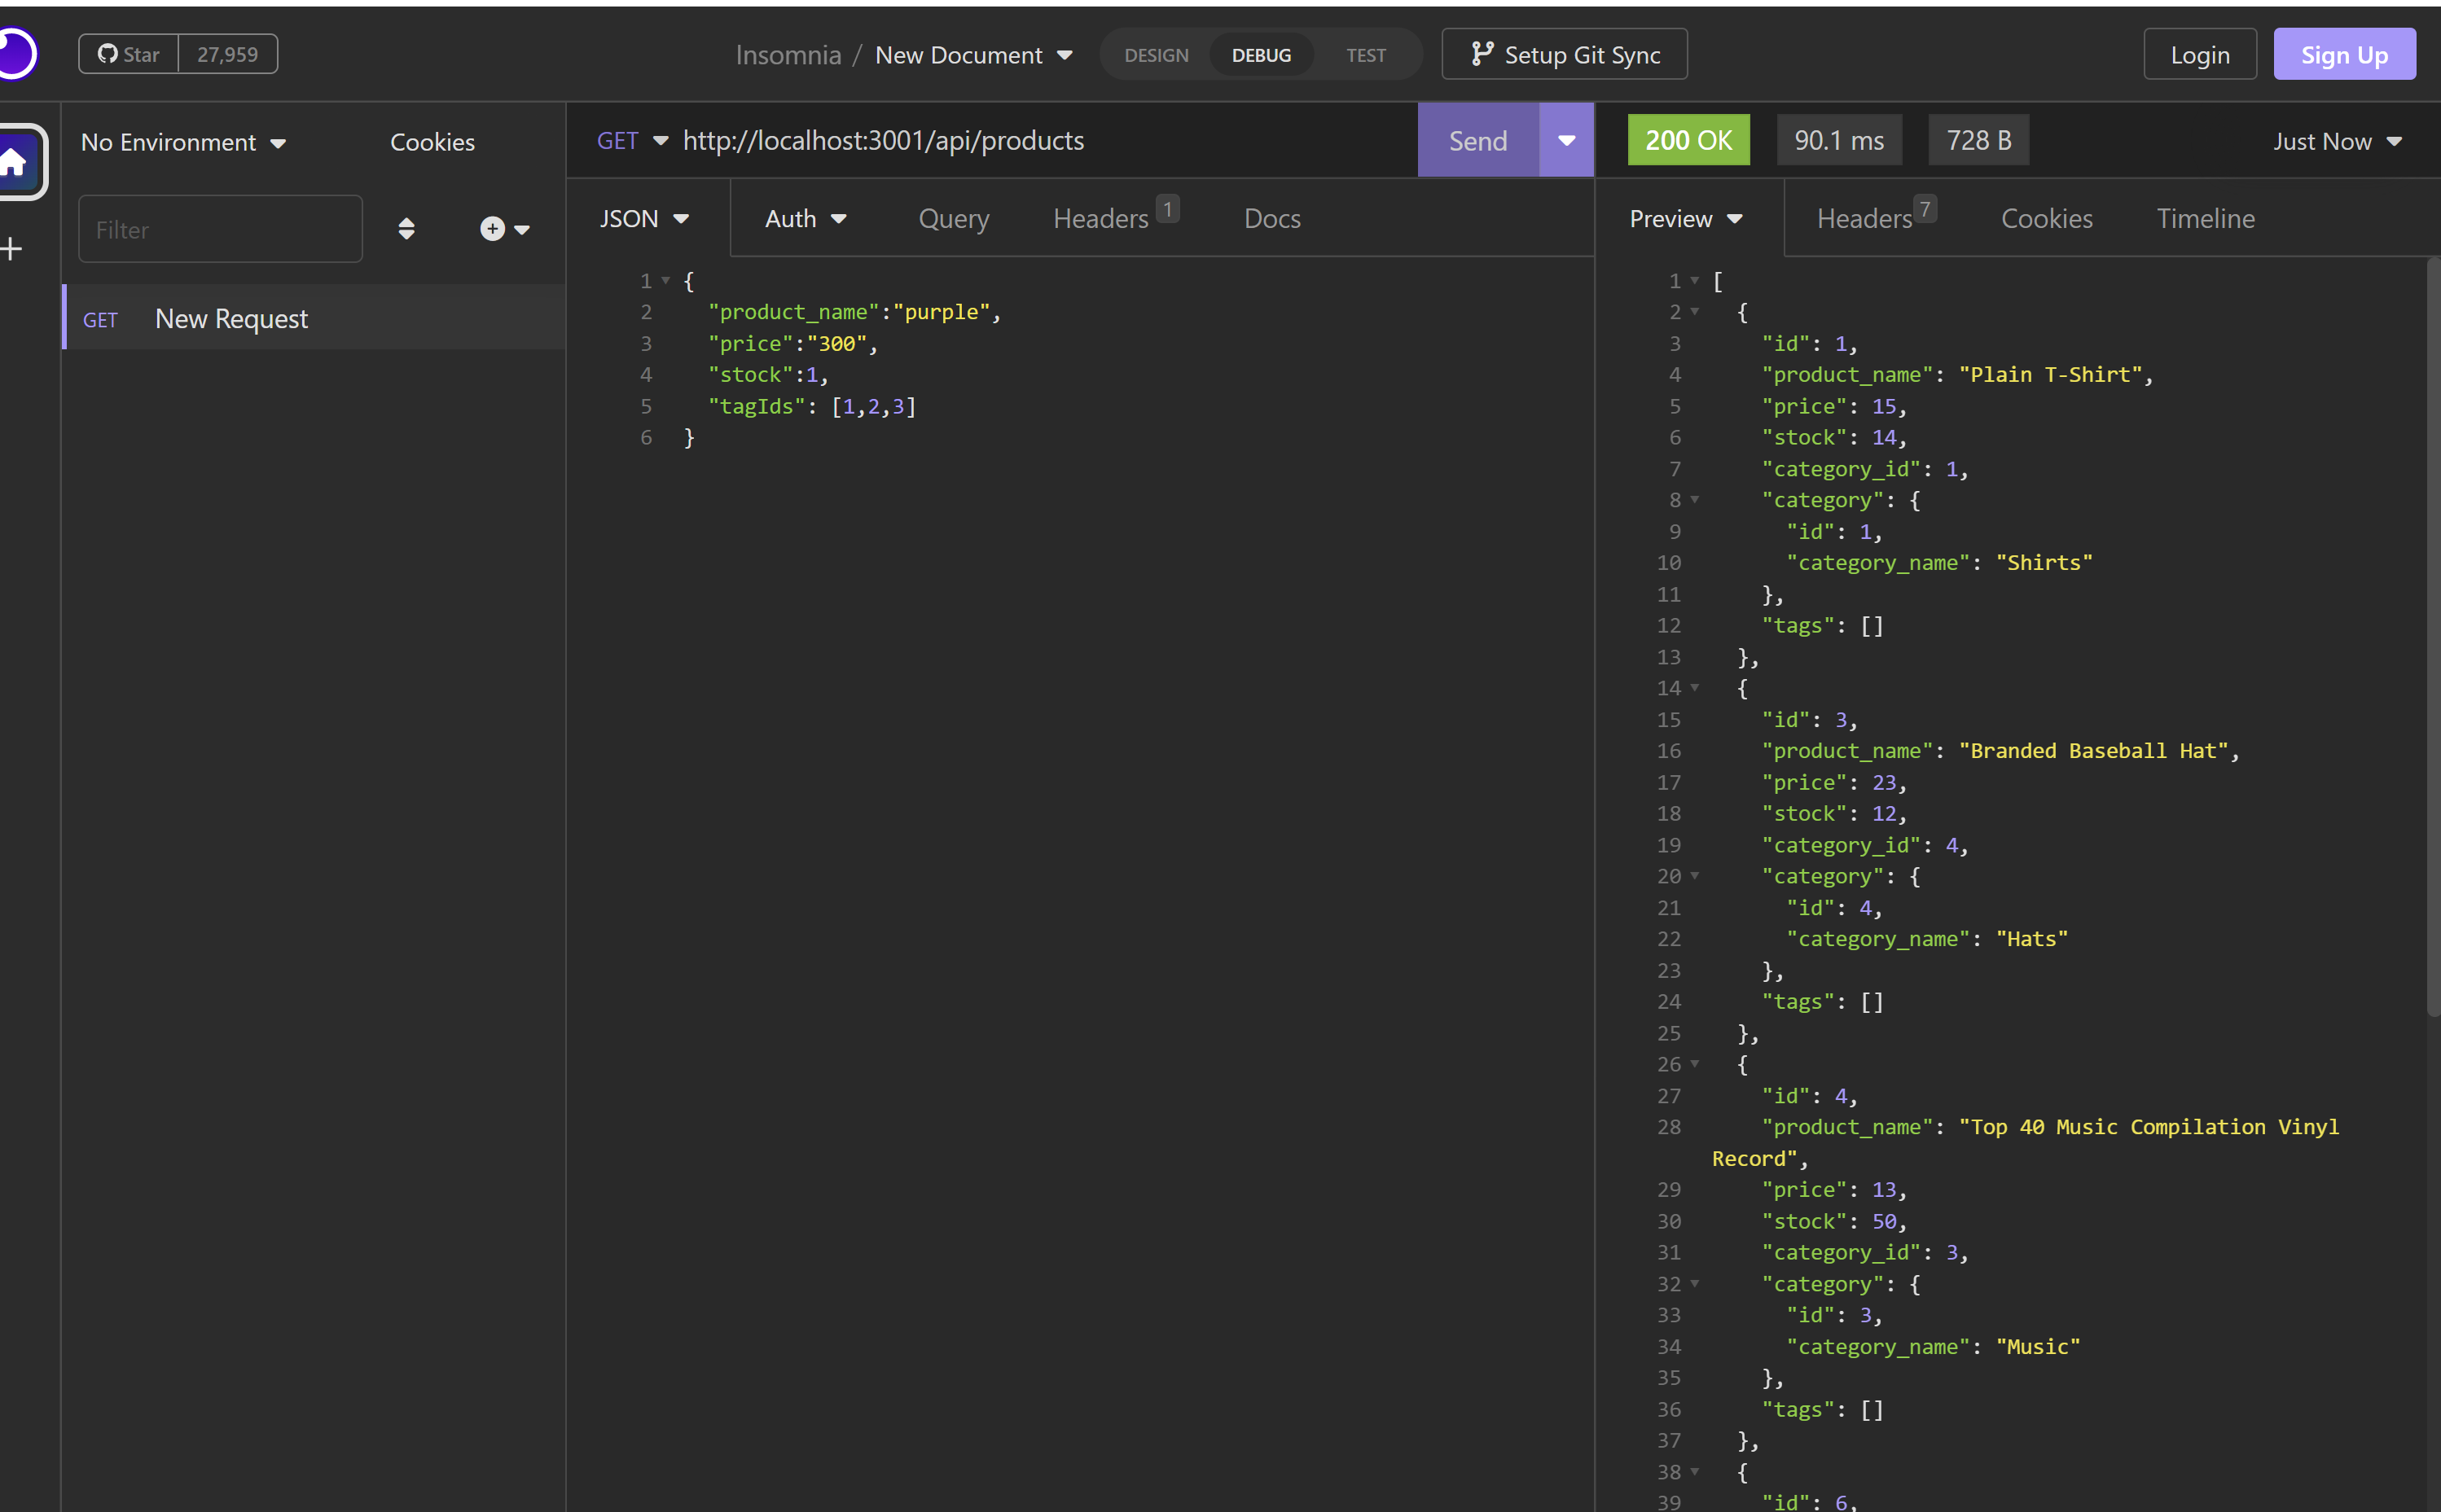 Star 27,959 Insomnia / New Document DESIGN DEBUG TEST Setup Git Sync Login Sign Up
No Environment Cookies
Filter
GET New Request
GET http://localhost:3001/api/products Send
JSON Auth Query Headers 1 Docs
1 {
2 "product_name":"purple",
3 "price":"300",
4 "stock":1,
5 "tagIds": [1,2,3]
6 }
200 OK 90.1 ms 728 B Just Now
Preview Headers 7 Cookies Timeline
1 [
2 {
3 "id": 1,
4 "product_name": "Plain T-Shirt",
5 "price": 15,
6 "stock": 14,
7 "category_id": 1,
8 "category": {
9 "id": 1,
10 "category_name": "Shirts"
11 },
12 "tags": []
13 },
14 {
15 "id": 3,
16 "product_name": "Branded Baseball Hat",
17 "price": 23,
18 "stock": 12,
19 "category_id": 4,
20 "category": {
21 "id": 4,
22 "category_name": "Hats"
23 },
24 "tags": []
25 },
26 {
27 "id": 4,
28 "product_name": "Top 40 Music Compilation Vinyl
Record",
29 "price": 13,
30 "stock": 50,
31 "category_id": 3,
32 "category": {
33 "id": 3,
34 "category_name": "Music"
35 },
36 "tags": []
37 },
38 {
39 "id": 6,